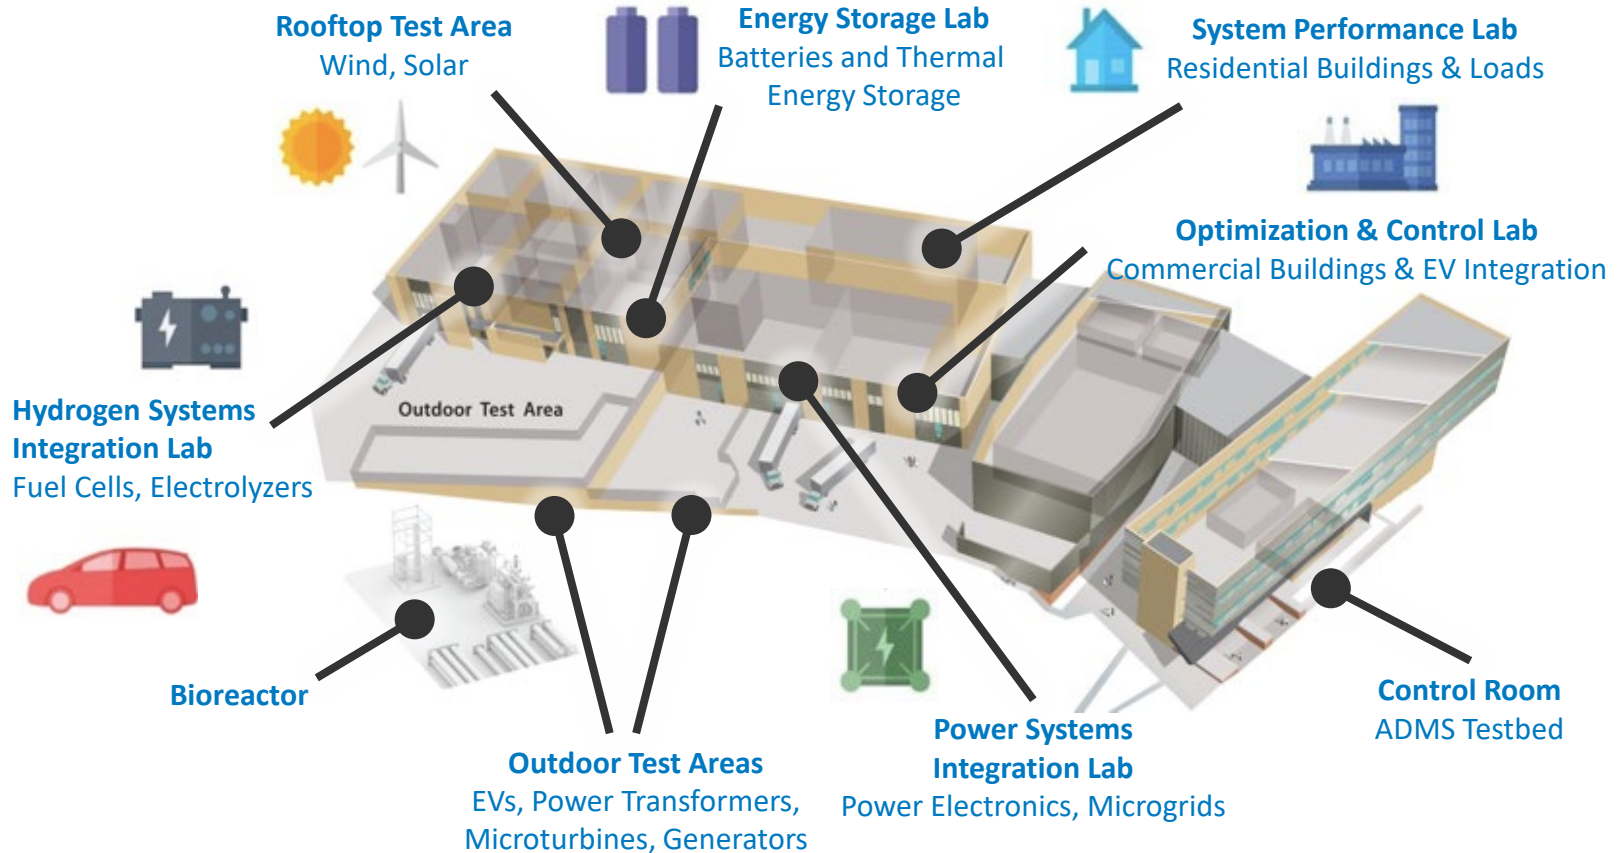 Rooftop Test Area
Wind, Solar
Energy Storage Lab
Batteries and Thermal
Energy Storage
System Performance Lab
Residential Buildings & Loads
Optimization & Control Lab
Commercial Buildings & EV Integration
Hydrogen Systems
Integration Lab
Fuel Cells, Electrolyzers
Outdoor Test Area
Bioreactor
Outdoor Test Areas
EVs, Power Transformers,
Microturbines, Generators
Power Systems
Integration Lab
Power Electronics, Microgrids
Control Room
ADMS Testbed